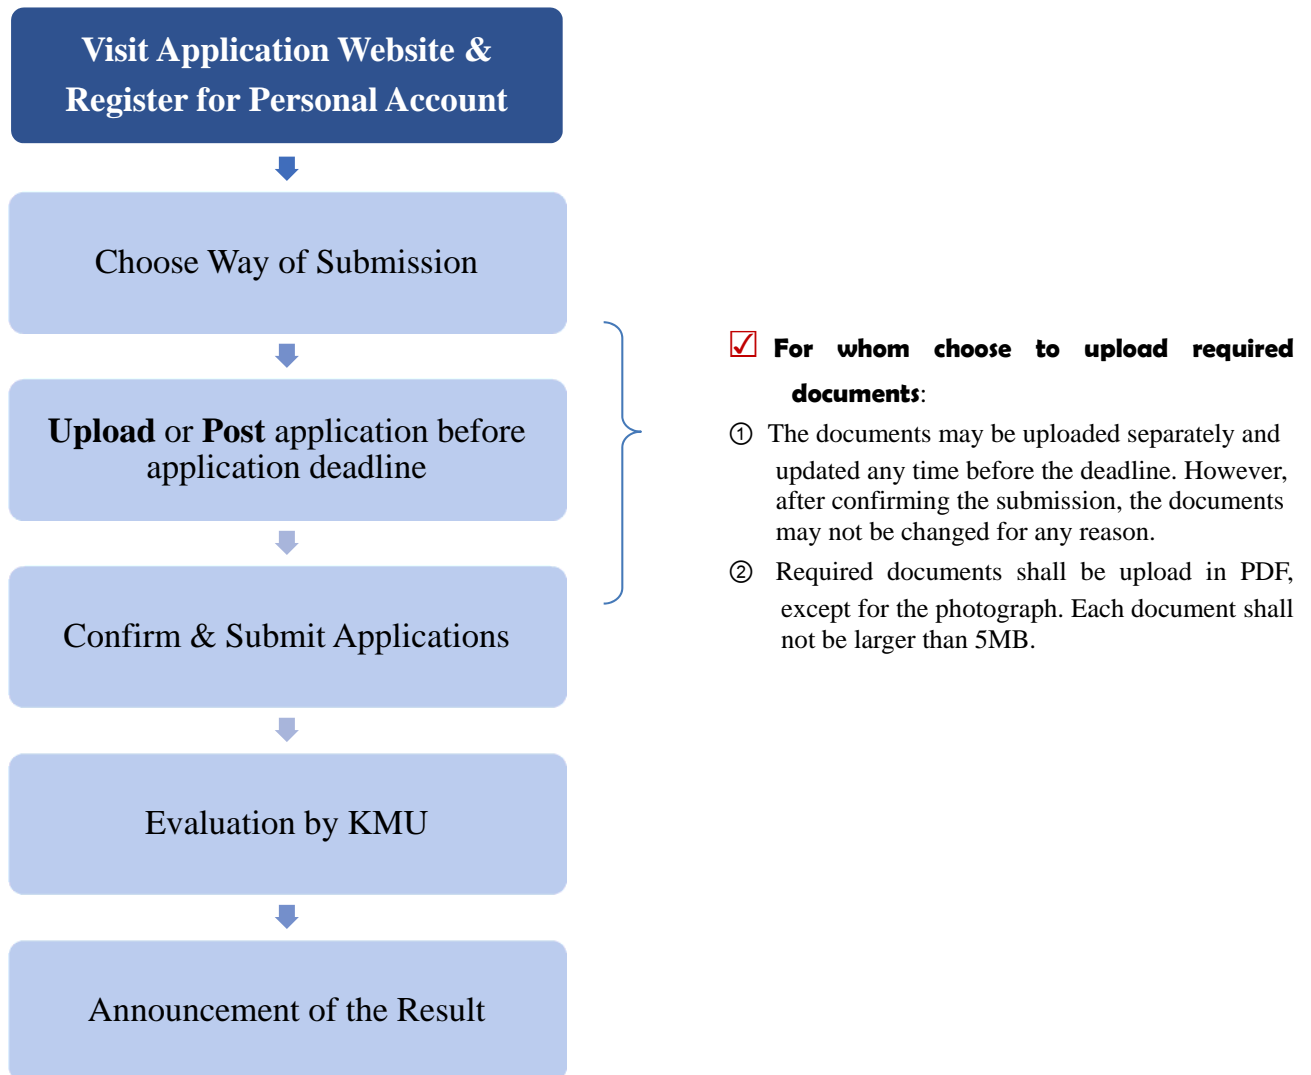 Visit Application Website &
Register for Personal Account
Choose Way of Submission
Upload or Post application before
application deadline
Confirm & Submit Applications
Evaluation by KMU
Announcement of the Result
☑ For whom choose to upload required
documents:
① The documents may be uploaded separately and
updated any time before the deadline. However,
after confirming the submission, the documents
may not be changed for any reason.
② Required documents shall be upload in PDF,
except for the photograph. Each document shall
not be larger than 5MB.